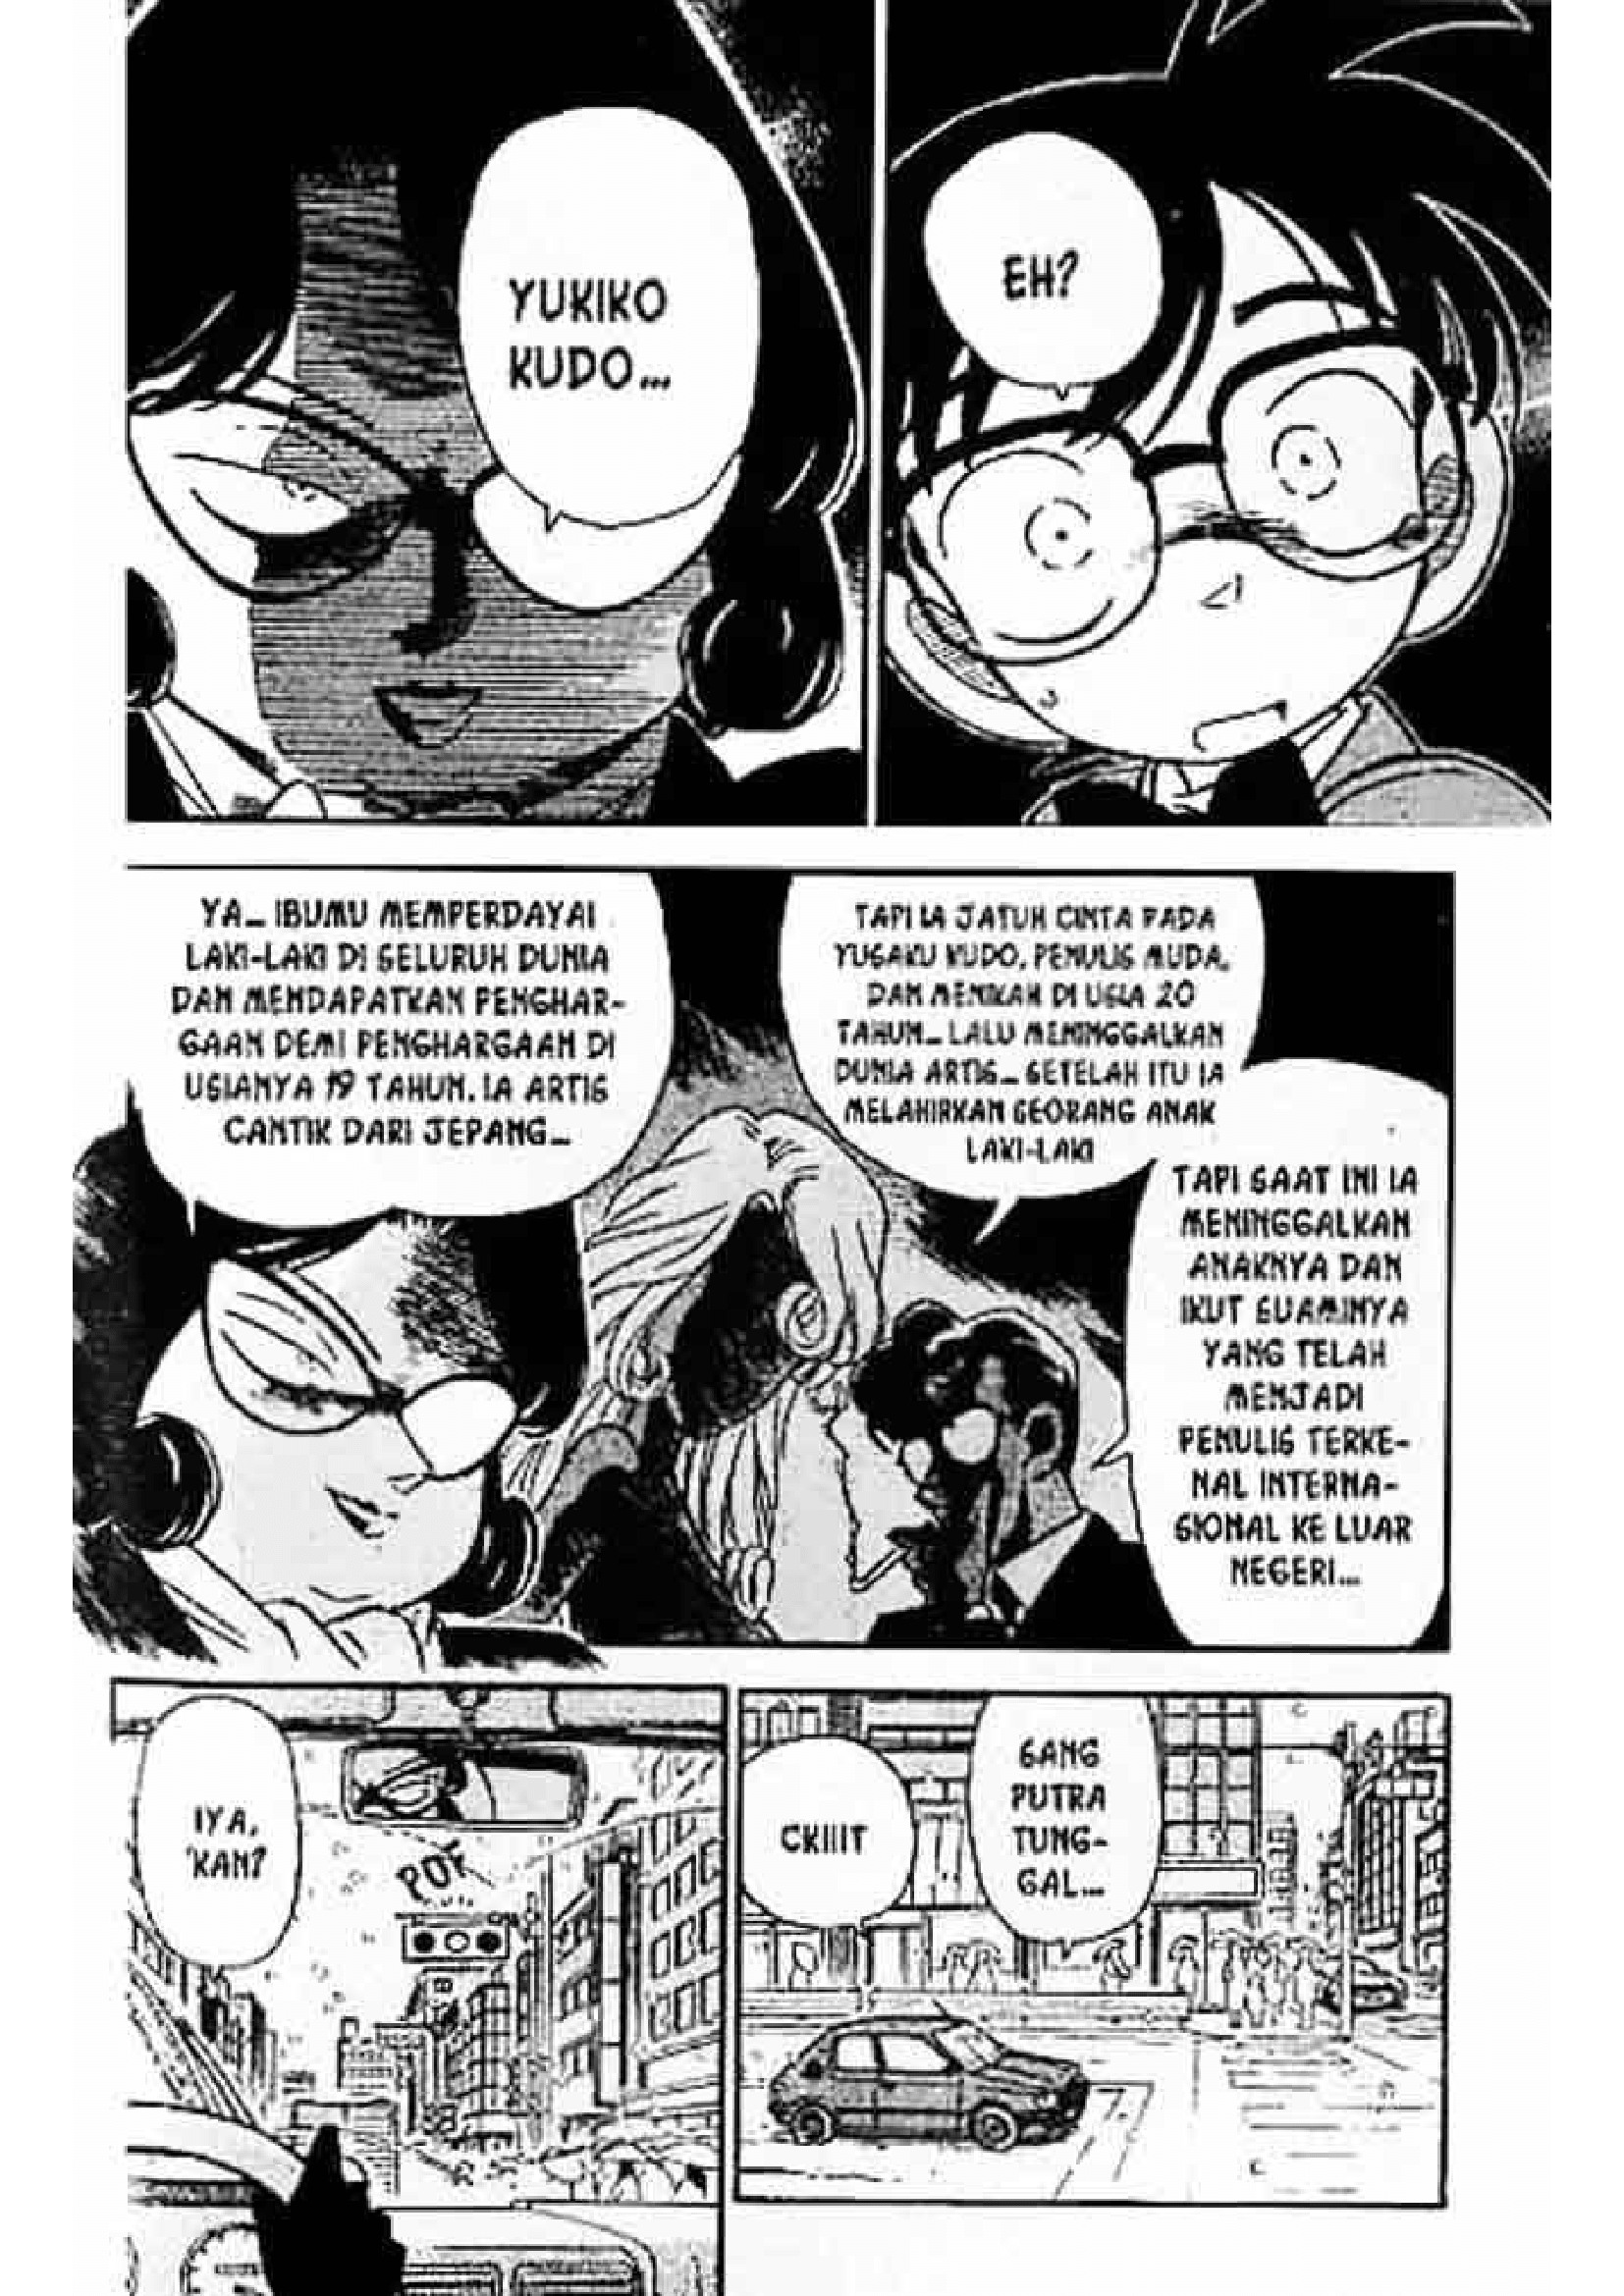 YUKIKO
KUDO...
EH?
YA... IBUMU MEMPERDAYAI
LAKI-LAKI DI SELURUH DUNIA
DAN MENDAPATKAN PENGHAR-
GAAN DEMI PENGHARGAAN DI
USIANYA 19 TAHUN. IA ARTIS
CANTIK DARI JEPANG...
TAPI IA JATUH CINTA PADA
YUSAKU KUDO, PENULIS MUDA,
DAN MENIKAH DI USIA 20
TAHUN... LALU MENINGGALKAN
DUNIA ARTIS... SETELAH ITU IA
MELAHIRKAN SEORANG ANAK
LAKI-LAKI
TAPI SAAT INI IA
MENINGGALKAN
ANAKNYA DAN
IKUT SUAMINYA
YANG TELAH
MENJADI
PENULIS TERKE-
NAL INTERNA-
SIONAL KE LUAR
NEGERI...
IYA,
'KAN?
POF
CKIIIT
SANG
PUTRA
TUNG-
GAL...